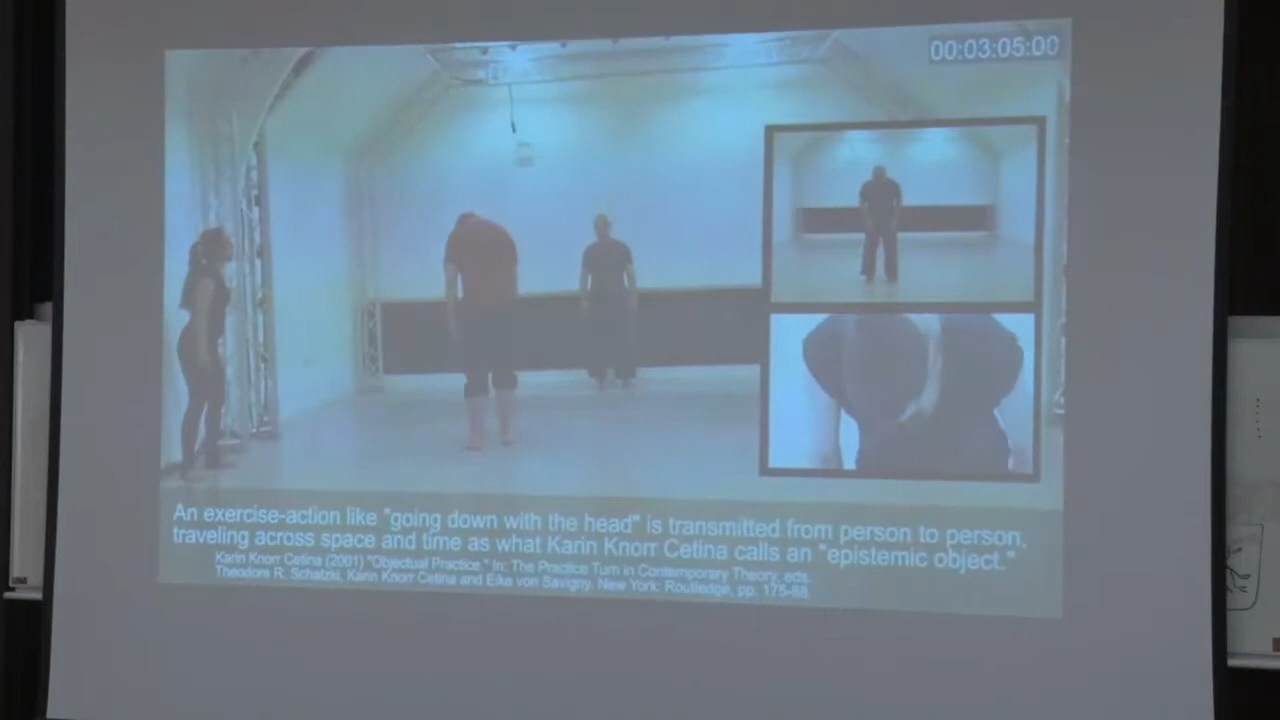 00:03:05:00
An exercise-action like "going down with the head" is transmitted from person to person,
traveling across space and time as what Karin Knorr Cetina calls an "epistemic object."
Karin Knorr Cetina (2001) "Objectual Practice." In: The Practice Turn in Contemporary Theory, eds.
Theodore R. Schatzki, Karin Knorr Cetina and Eike von Savigny. New York: Routledge, pp. 175-88.